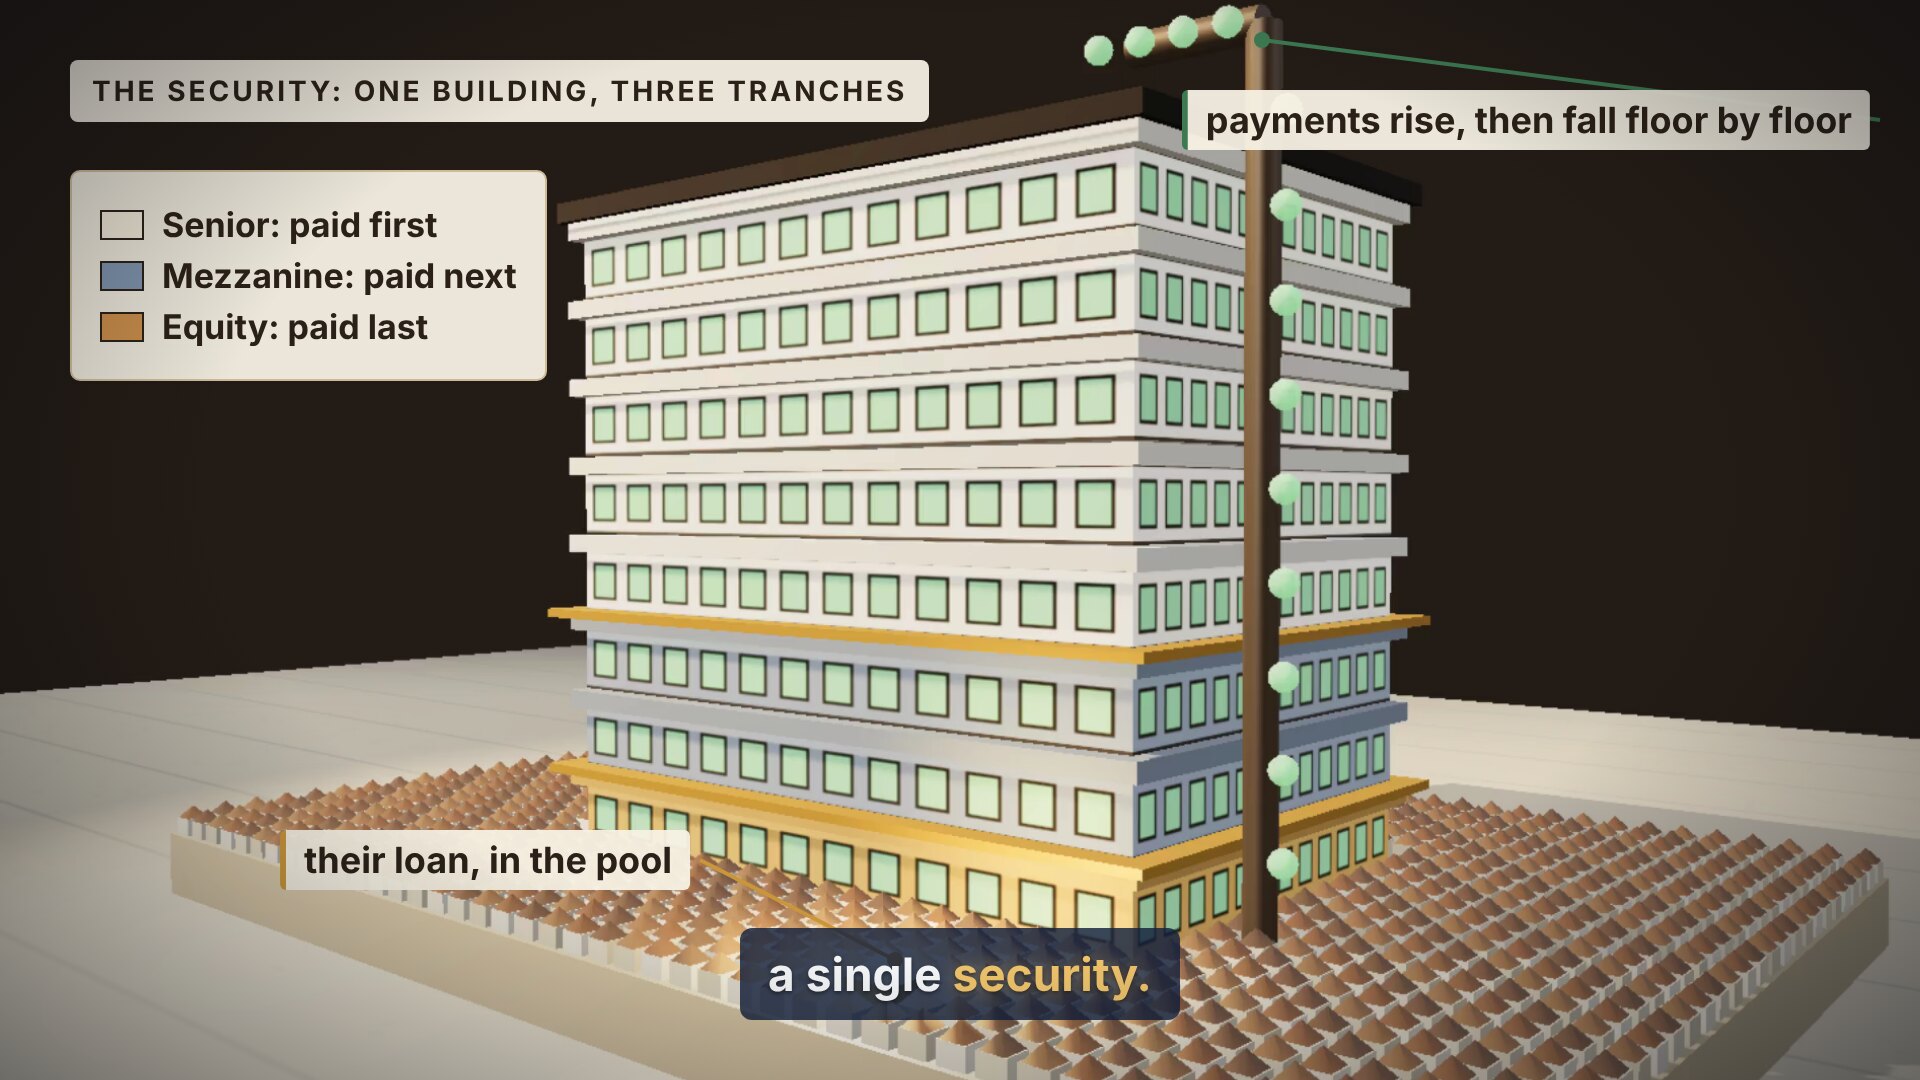 THE SECURITY: ONE BUILDING, THREE TRANCHES
payments rise, then fall floor by floor
Senior: paid first
Mezzanine: paid next
Equity: paid last
their loan, in the pool
a single security.